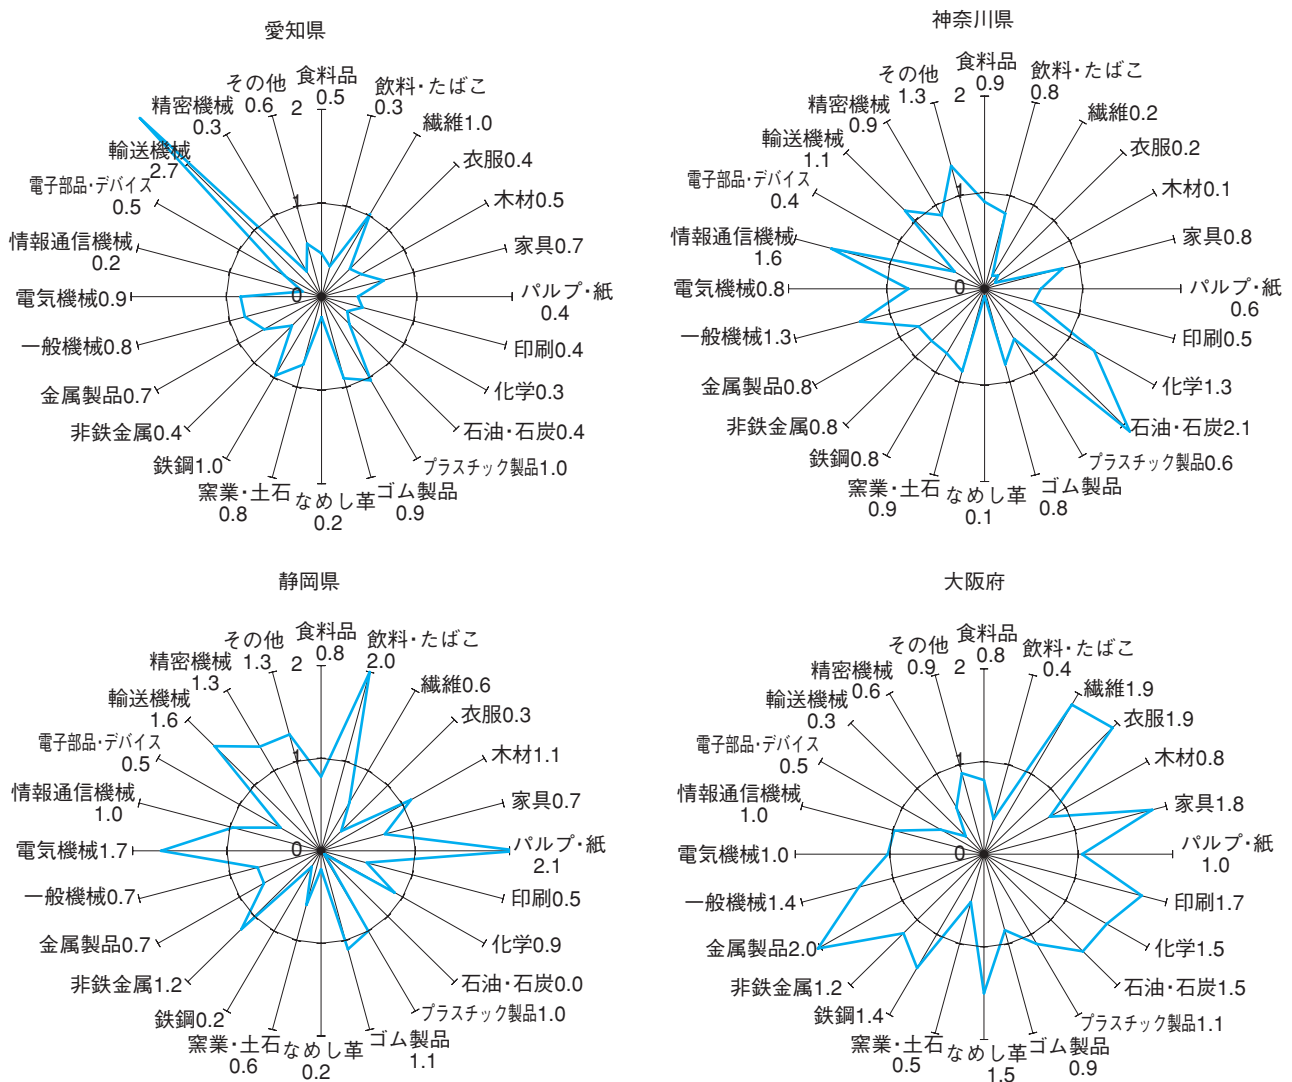 愛知県
食料品
0.5
飲料・たばこ
0.3
繊維1.0
衣服0.4
木材0.5
家具0.7
パルプ・紙
0.4
印刷0.4
化学0.3
石油・石炭0.4
プラスチック製品1.0
ゴム製品
0.9
なめし革
0.2
窯業・土石
0.8
鉄鋼1.0
非鉄金属0.4
金属製品0.7
一般機械0.8
電気機械0.9
情報通信機械
0.2
電子部品・デバイス
0.5
輸送機械
2.7
精密機械
0.3
その他
0.6
2
1
0
神奈川県
食料品
0.9
飲料・たばこ
0.8
繊維0.2
衣服0.2
木材0.1
家具0.8
パルプ・紙
0.6
印刷0.5
化学1.3
石油・石炭2.1
プラスチック製品0.6
ゴム製品
0.8
なめし革
0.1
窯業・土石
0.9
鉄鋼0.8
非鉄金属0.8
金属製品0.8
一般機械1.3
電気機械0.8
情報通信機械
1.6
電子部品・デバイス
0.4
輸送機械
1.1
精密機械
0.9
その他
1.3
2
1
0
静岡県
食料品
0.8
飲料・たばこ
2.0
繊維0.6
衣服0.3
木材1.1
家具0.7
パルプ・紙
2.1
印刷0.5
化学0.9
石油・石炭0.0
プラスチック製品1.0
ゴム製品
1.1
なめし革
0.2
窯業・土石
0.6
鉄鋼0.2
非鉄金属1.2
金属製品0.7
一般機械0.7
電気機械1.7
情報通信機械
1.0
電子部品・デバイス
0.5
輸送機械
1.6
精密機械
1.3
その他
1.3
2
1
0
大阪府
食料品
0.8
飲料・たばこ
0.4
繊維1.9
衣服1.9
木材0.8
家具1.8
パルプ・紙
1.0
印刷1.7
化学1.5
石油・石炭1.5
プラスチック製品1.1
ゴム製品
0.9
なめし革
1.5
窯業・土石
0.5
鉄鋼1.4
非鉄金属1.2
金属製品2.0
一般機械1.4
電気機械1.0
情報通信機械
1.0
電子部品・デバイス
0.5
輸送機械
0.3
精密機械
0.6
その他
0.9
2
1
0